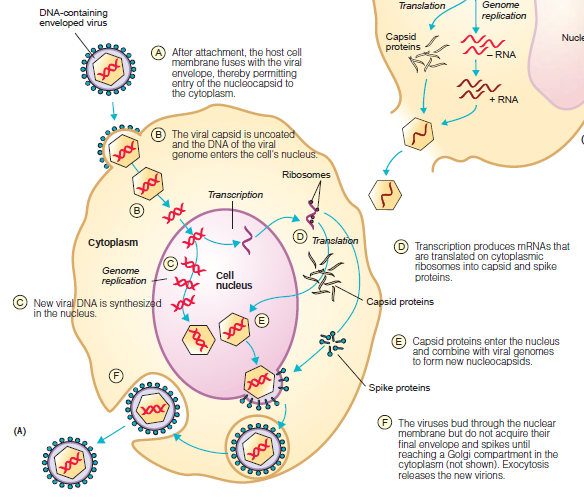 DNA-containing
enveloped virus
A After attachment, the host cell
membrane fuses with the viral
envelope, thereby permitting
entry of the nucleocapsid to
the cytoplasm.
B The viral capsid is uncoated
and the DNA of the viral
genome enters the cell's nucleus.
B
Transcription
Ribosomes
Cytoplasm
D
Translation
Genome
replication
C
Cell
nucleus
C New viral DNA is synthesized
in the nucleus.
Capsid proteins
E
F
Spike proteins
(A)
Translation
Genome
replication
Capsid
proteins
– RNA
+ RNA
D Transcription produces mRNAs that
are translated on cytoplasmic
ribosomes into capsid and spike
proteins.
E Capsid proteins enter the nucleus
and combine with viral genomes
to form new nucleocapsids.
F The viruses bud through the nuclear
membrane but do not acquire their
final envelope and spikes until
reaching a Golgi compartment in the
cytoplasm (not shown). Exocytosis
releases the new virions.